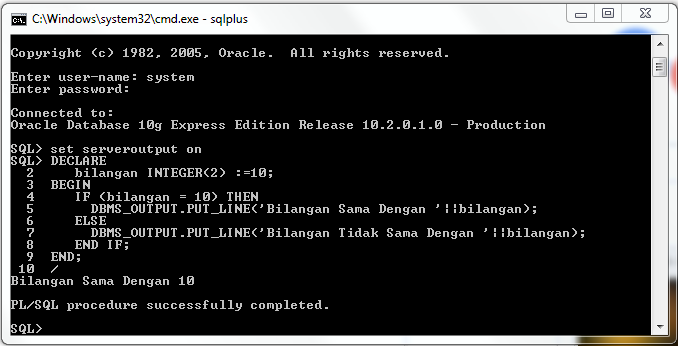 C:\Windows\system32\cmd.exe - sqlplus
Copyright (c) 1982, 2005, Oracle.  All rights reserved.
Enter user-name: system
Enter password:
Connected to:
Oracle Database 10g Express Edition Release 10.2.0.1.0 - Production
SQL> set serveroutput on
SQL> DECLARE
  2     bilangan INTEGER(2) :=10;
  3  BEGIN
  4     IF (bilangan = 10) THEN
  5       DBMS_OUTPUT.PUT_LINE('Bilangan Sama Dengan '||bilangan);
  6     ELSE
  7       DBMS_OUTPUT.PUT_LINE('Bilangan Tidak Sama Dengan '||bilangan);
  8     END IF;
  9  END;
 10  /
Bilangan Sama Dengan 10
PL/SQL procedure successfully completed.
SQL>